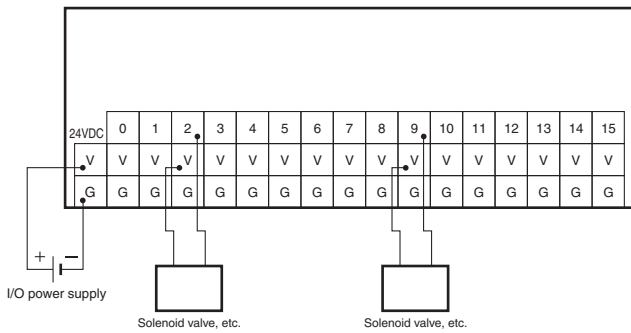 24VDC 0 1 2 3 4 5 6 7 8 9 10 11 12 13 14 15
V V V V V V V V V V V V V V V V V
G G G G G G G G G G G G G G G G G
+ −
I/O power supply
Solenoid valve, etc. Solenoid valve, etc.